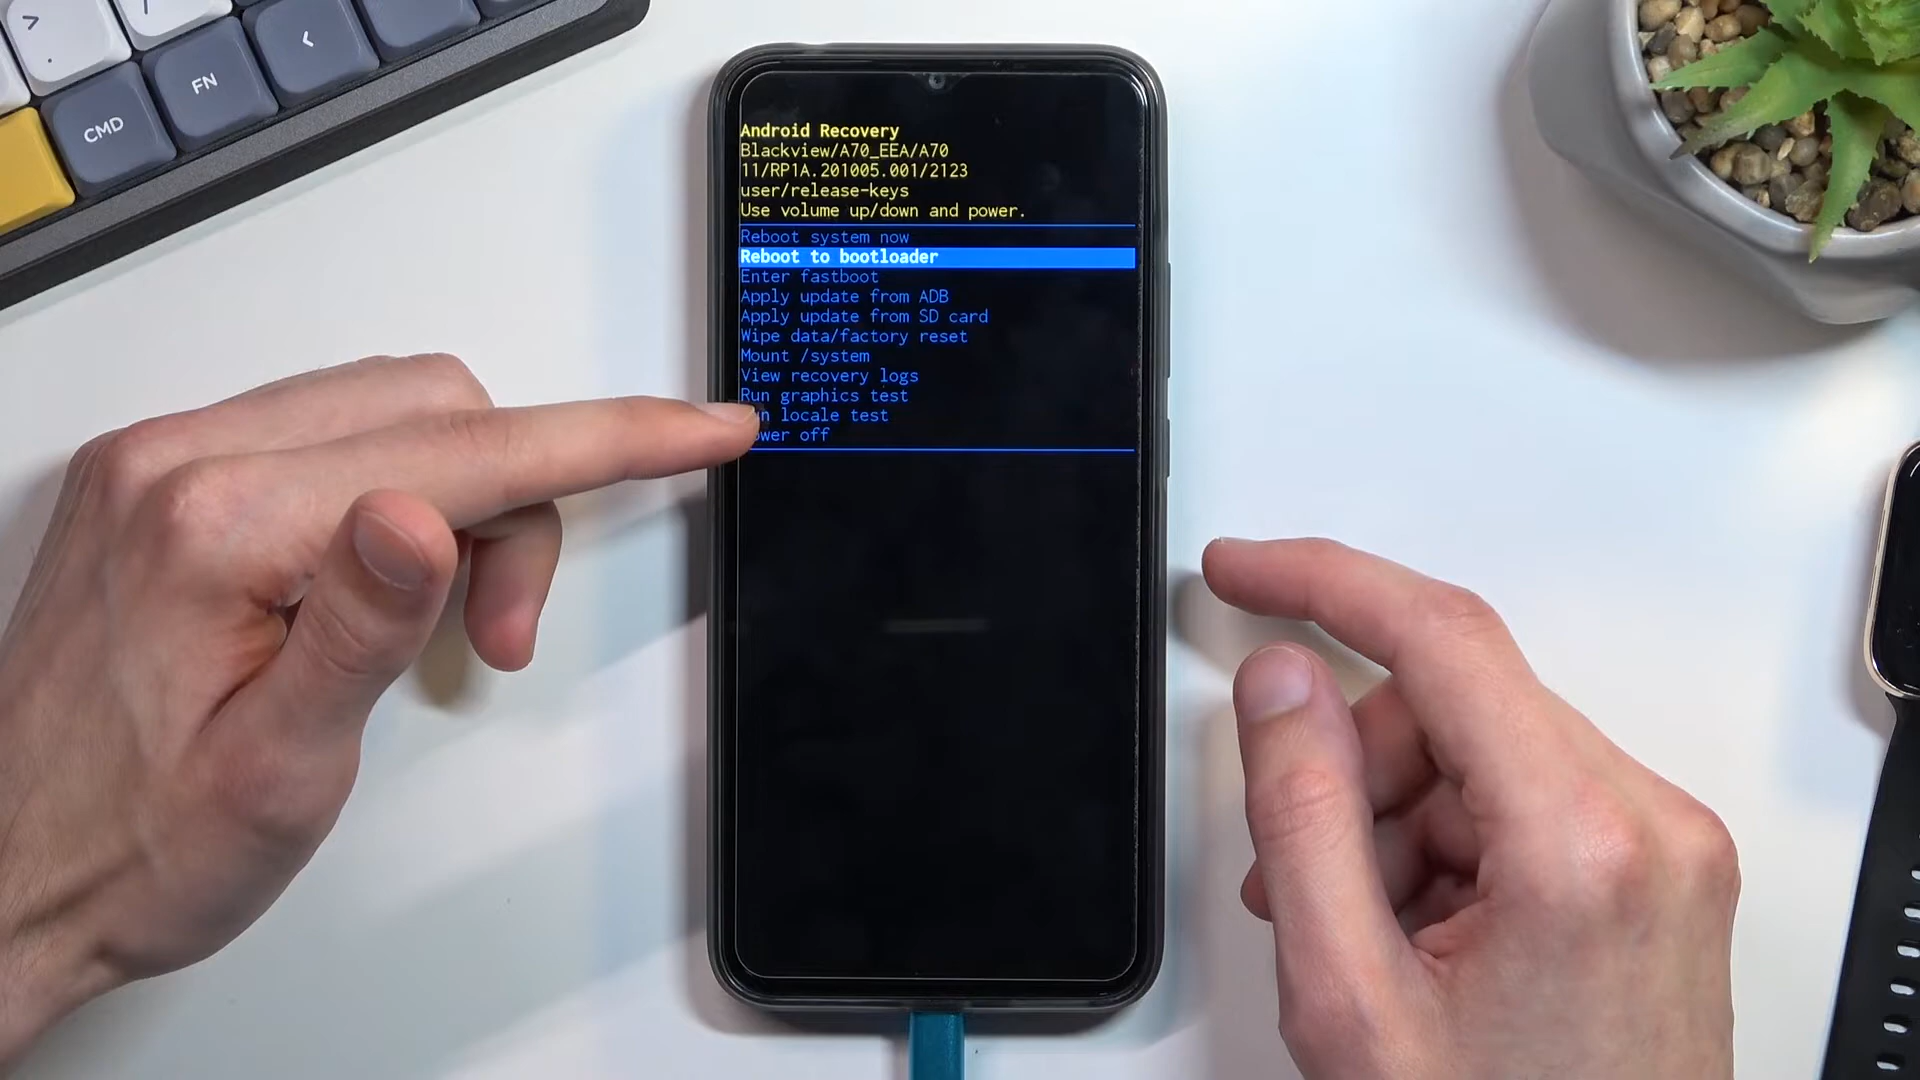 FN
CMD
Android Recovery
Blackview/A70_EEA/A70
11/RP1A.201005.001/2123
user/release-keys
Use volume up/down and power.
Reboot system now
Reboot to bootloader
Enter fastboot
Apply update from ADB
Apply update from SD card
Wipe data/factory reset
Mount /system
View recovery logs
Run graphics test
locale test
off